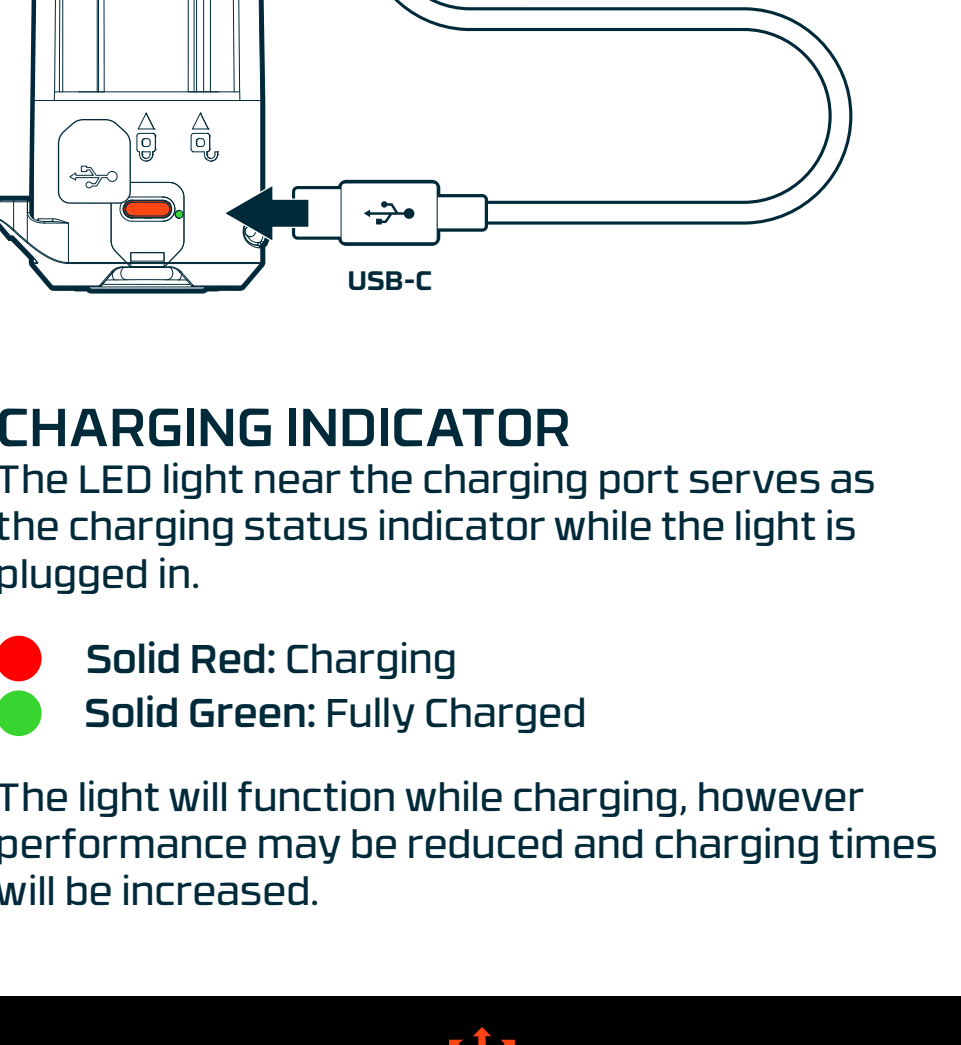 USB-C
CHARGING INDICATOR
The LED light near the charging port serves as
the charging status indicator while the light is
plugged in.
Solid Red: Charging
Solid Green: Fully Charged
The light will function while charging, however
performance may be reduced and charging times
will be increased.